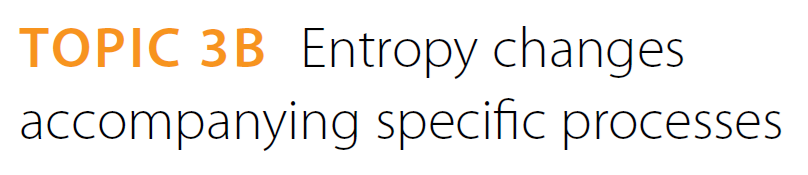 TOPIC 3B Entropy changes
accompanying specific processes